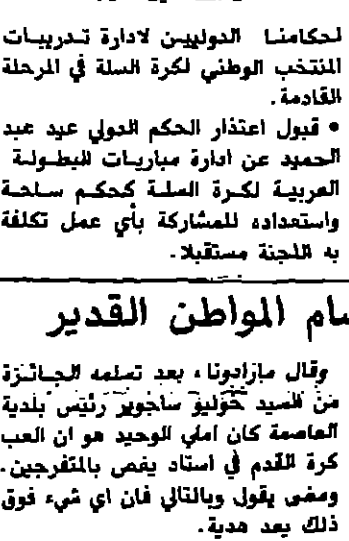 لحكامنا الدوليين لادارة تدريبات
المنتخب الوطني لكرة السلة في المرحلة
القادمة.
• قبول اعتذار الحكم الدولي عيد عبد
الحميد عن ادارة مباريات البطولة
العربية لكرة السلة كحكم ساحة
واستعداده للمشاركة بأي عمل تكلفة
به اللجنة مستقبلا.
سام المواطن القدير
وقال مارادونا، بعد تسلمه الجائزة
من السيد خوليو ساجوير رئيس بلدية
العاصمة كان املي الوحيد هو ان العب
كرة القدم في استاد يغص بالمتفرجين.
ومضى يقول وبالتالي فان اي شيء فوق
ذلك يعد هدية.